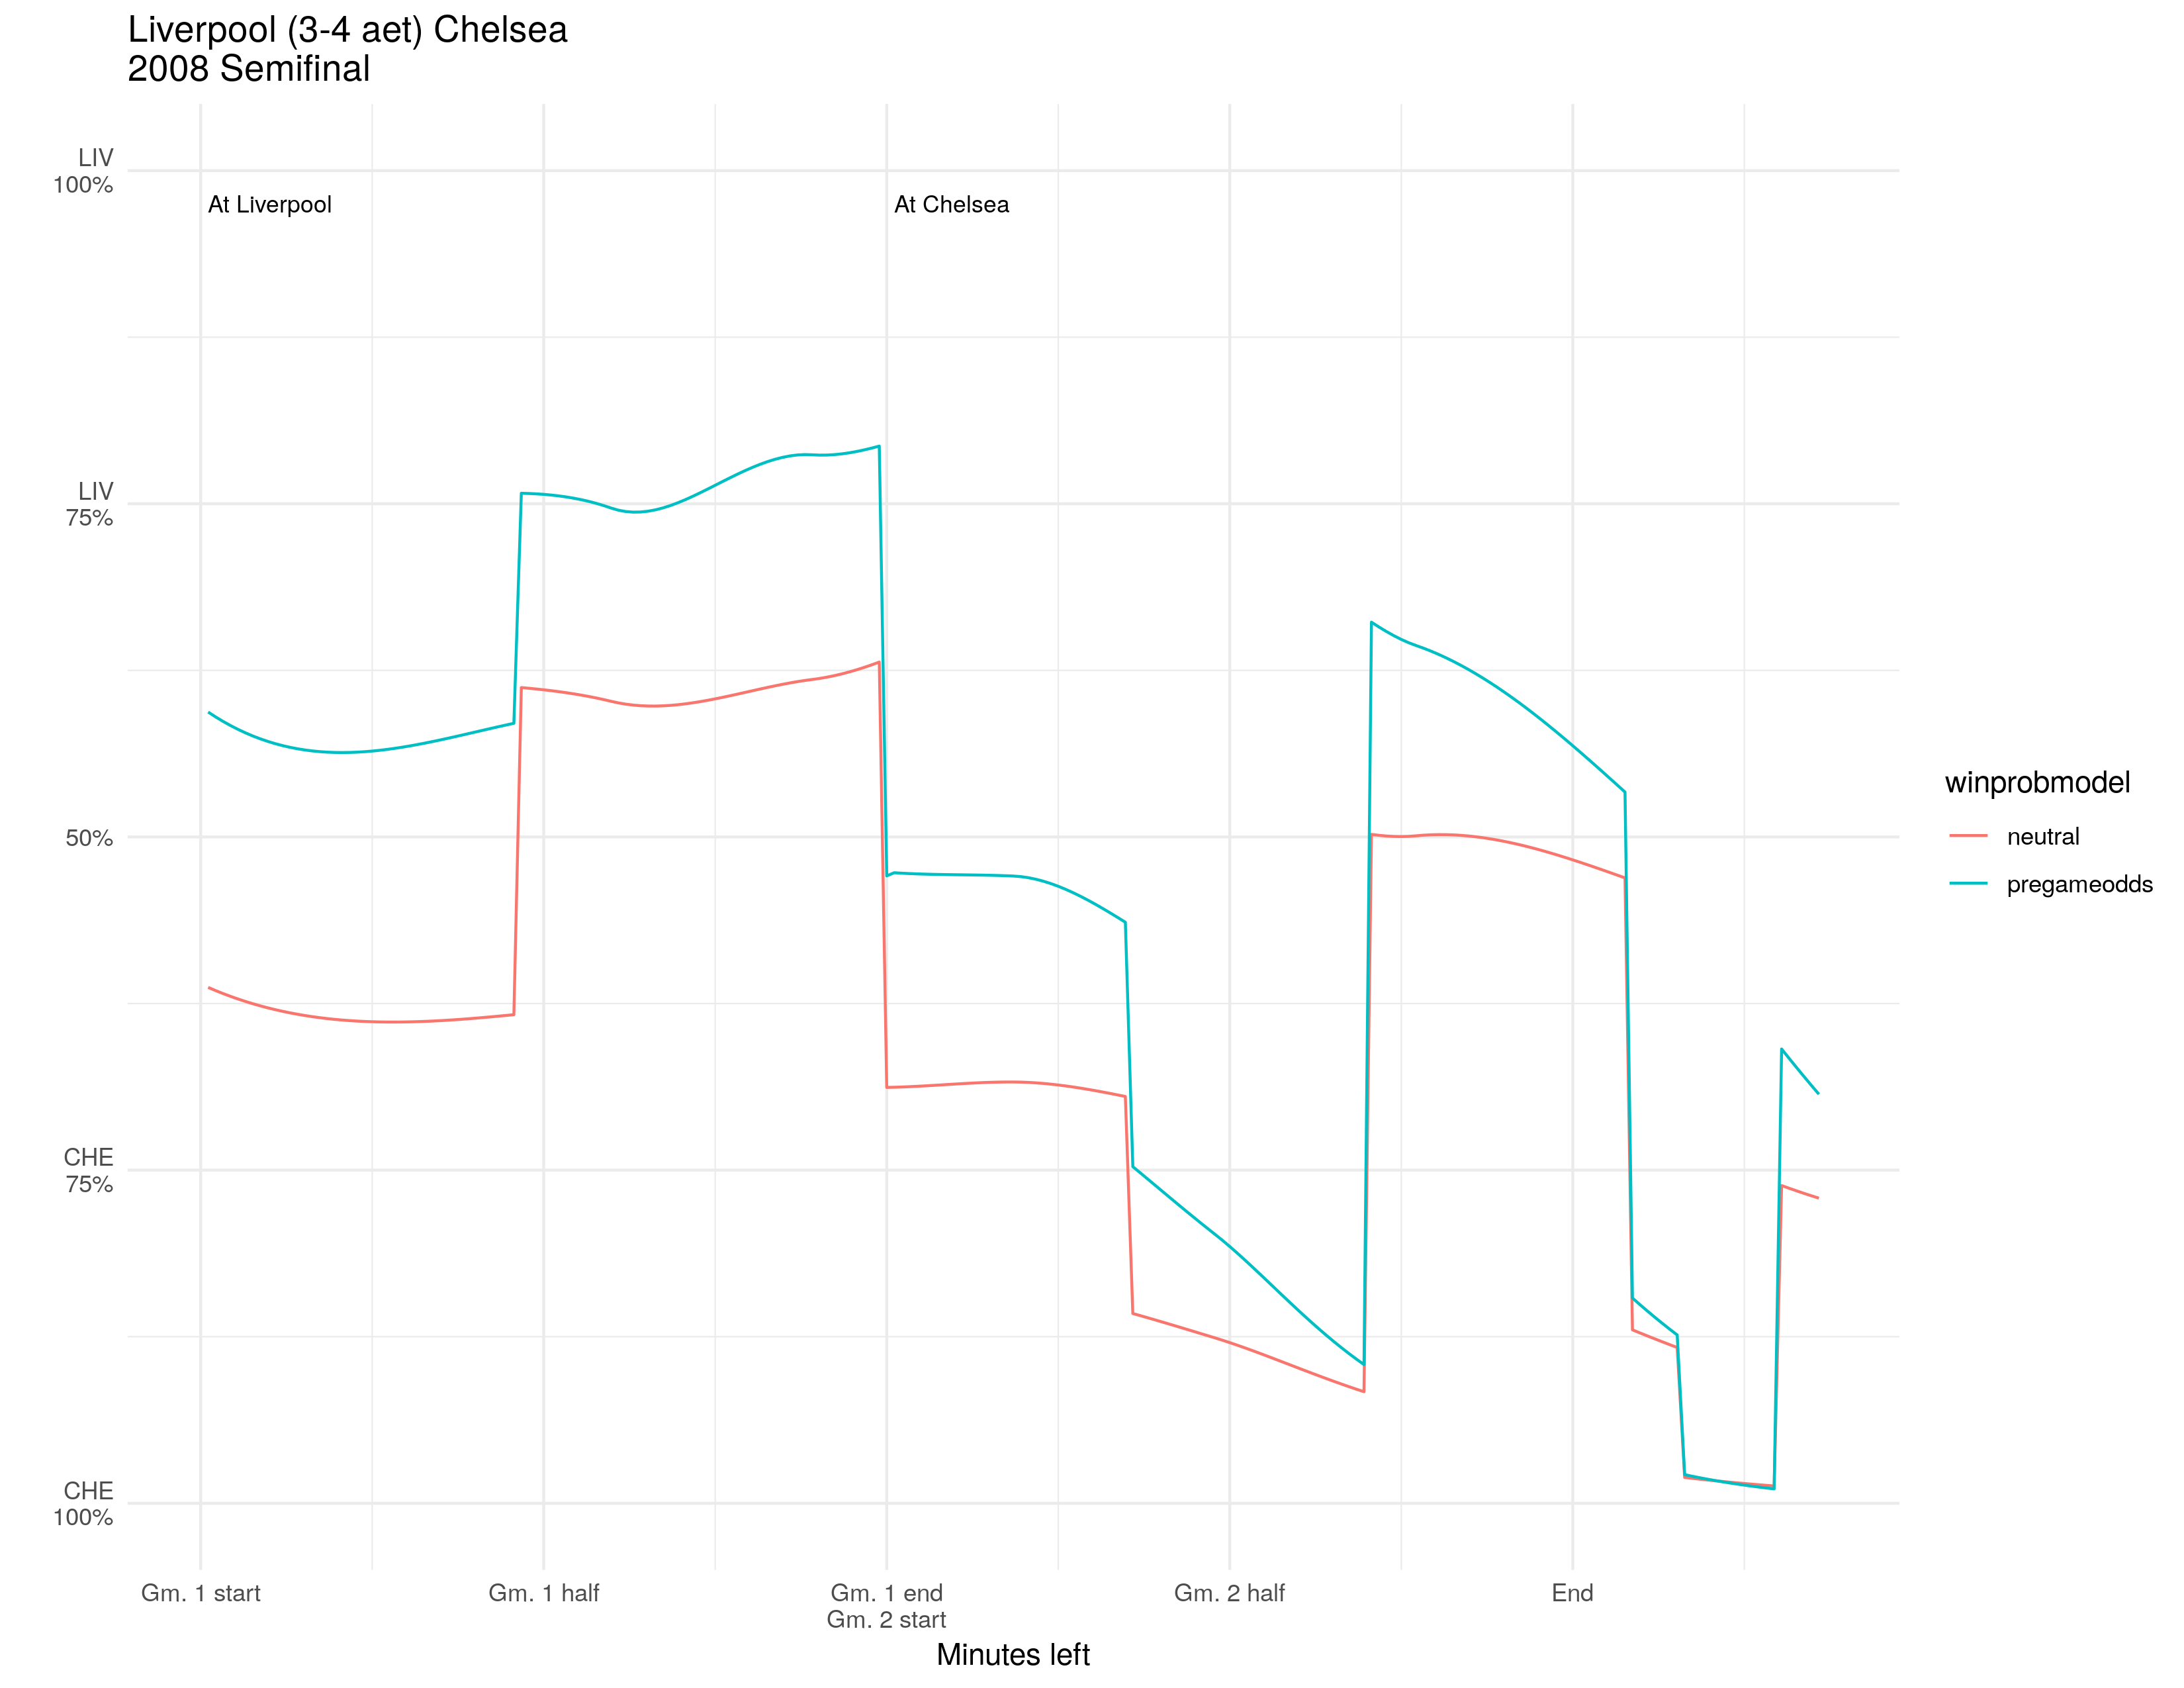 Liverpool (3-4 aet) Chelsea
2008 Semifinal
LIV
100%
At Liverpool
At Chelsea
LIV
75%
50%
CHE
75%
CHE
100%
Gm. 1 start
Gm. 1 half
Gm. 1 end
Gm. 2 start
Gm. 2 half
End
Minutes left
winprobmodel
neutral
pregameodds